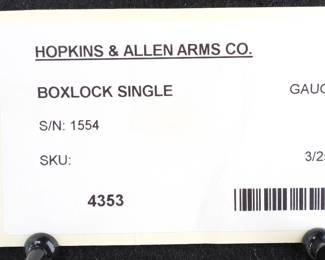 HOPKINS & ALLEN ARMS CO.
BOXLOCK SINGLE GAUG
S/N: 1554
SKU: 3/2
4353